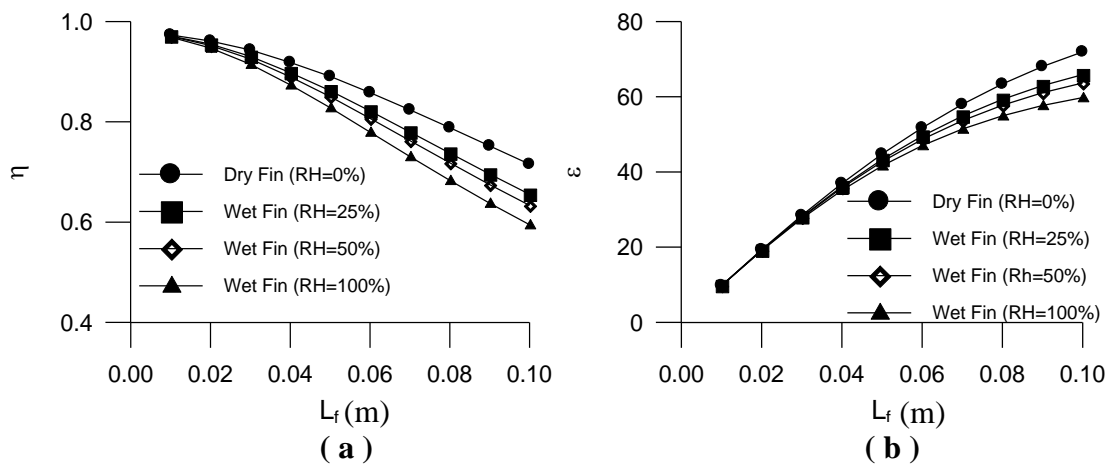 1.0
0.8
0.6
0.4
η
Dry Fin (RH=0%)
Wet Fin (RH=25%)
Wet Fin (RH=50%)
Wet Fin (RH=100%)
0.00 0.02 0.04 0.06 0.08 0.10
Lf (m)
( a )
80
60
40
20
0
ε
Dry Fin (RH=0%)
Wet Fin (RH=25%)
Wet Fin (Rh=50%)
Wet Fin (RH=100%)
0.00 0.02 0.04 0.06 0.08 0.10
Lf (m)
( b )